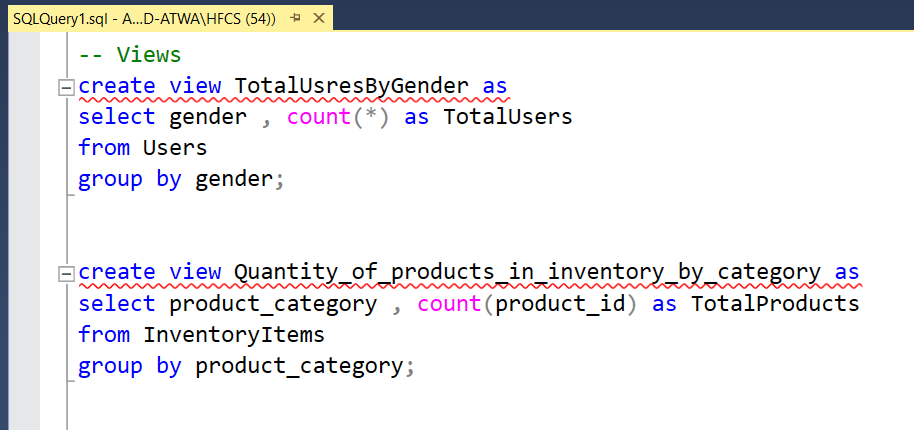 SQLQuery1.sql - A...D-ATWA\HFCS (54))
-- Views
create view TotalUsresByGender as
select gender , count(*) as TotalUsers
from Users
group by gender;
create view Quantity_of_products_in_inventory_by_category as
select product_category , count(product_id) as TotalProducts
from InventoryItems
group by product_category;